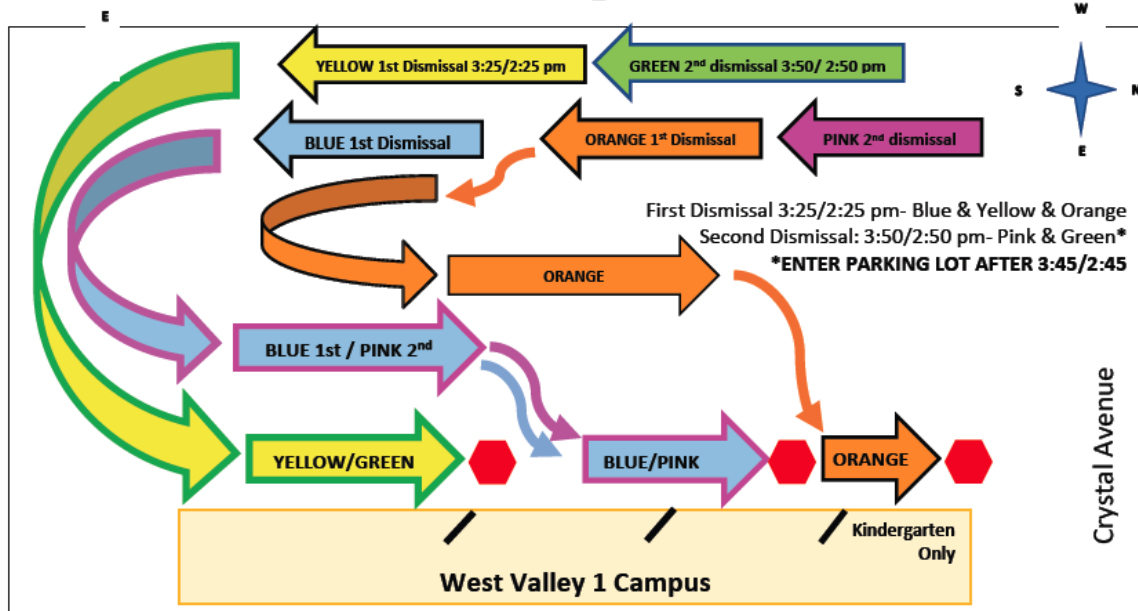 E
W
YELLOW 1st Dismissal 3:25/2:25 pm
GREEN 2nd dismissal 3:50/ 2:50 pm
S
N
BLUE 1st Dismissal
ORANGE 1st Dismissal
PINK 2nd dismissal
E
First Dismissal 3:25/2:25 pm- Blue & Yellow & Orange
Second Dismissal: 3:50/2:50 pm- Pink & Green*
*ENTER PARKING LOT AFTER 3:45/2:45
ORANGE
BLUE 1st / PINK 2nd
YELLOW/GREEN
BLUE/PINK
ORANGE
Crystal Avenue
Kindergarten
Only
West Valley 1 Campus